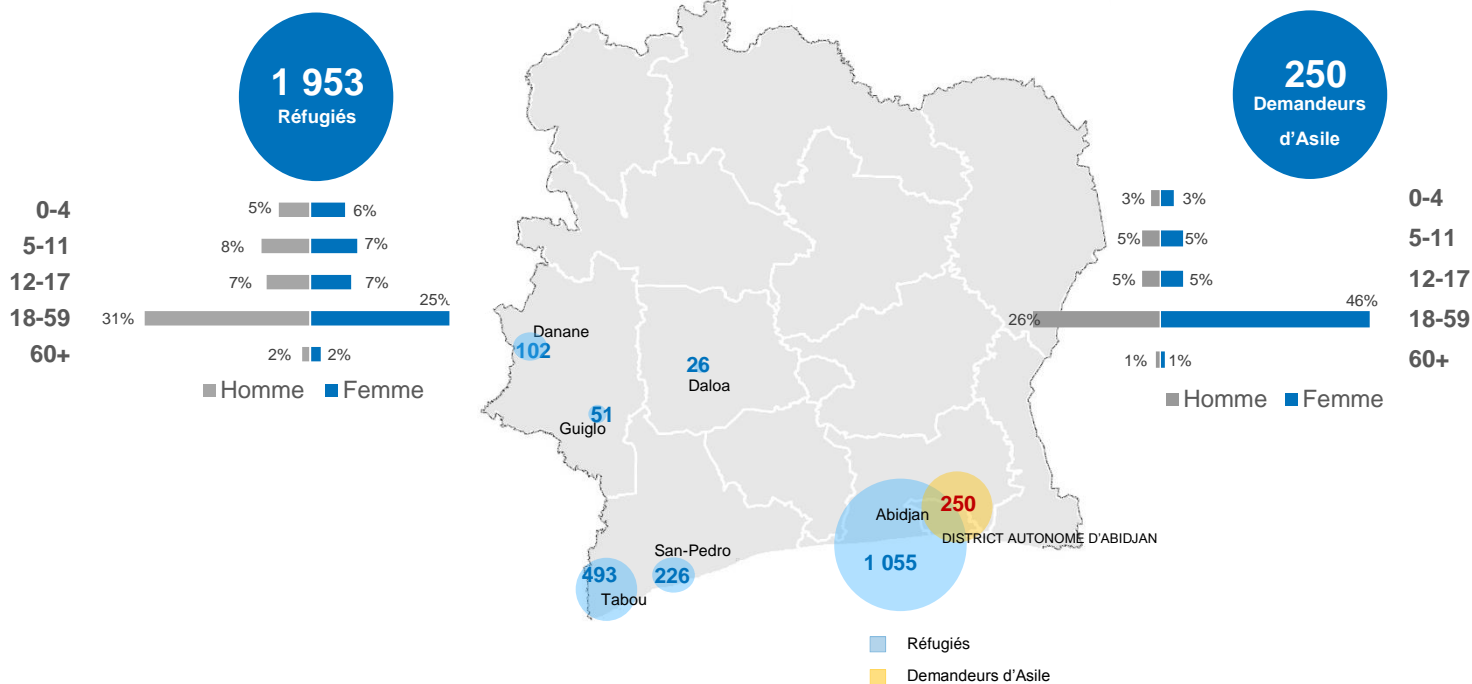 1 953
Réfugiés
0-4 5% 6%
5-11 8% 7%
12-17 7% 7%
18-59 31% 25%
60+ 2% 2%
Homme Femme
Danane
102
26
Daloa
51
Guiglo
San-Pedro
493
226
Tabou
Abidjan
250
DISTRICT AUTONOME D'ABIDJAN
1 055
Réfugiés
Demandeurs d'Asile
250
Demandeurs
d'Asile
3% 3% 0-4
5% 5% 5-11
5% 5% 12-17
26% 46% 18-59
1% 1% 60+
Homme Femme